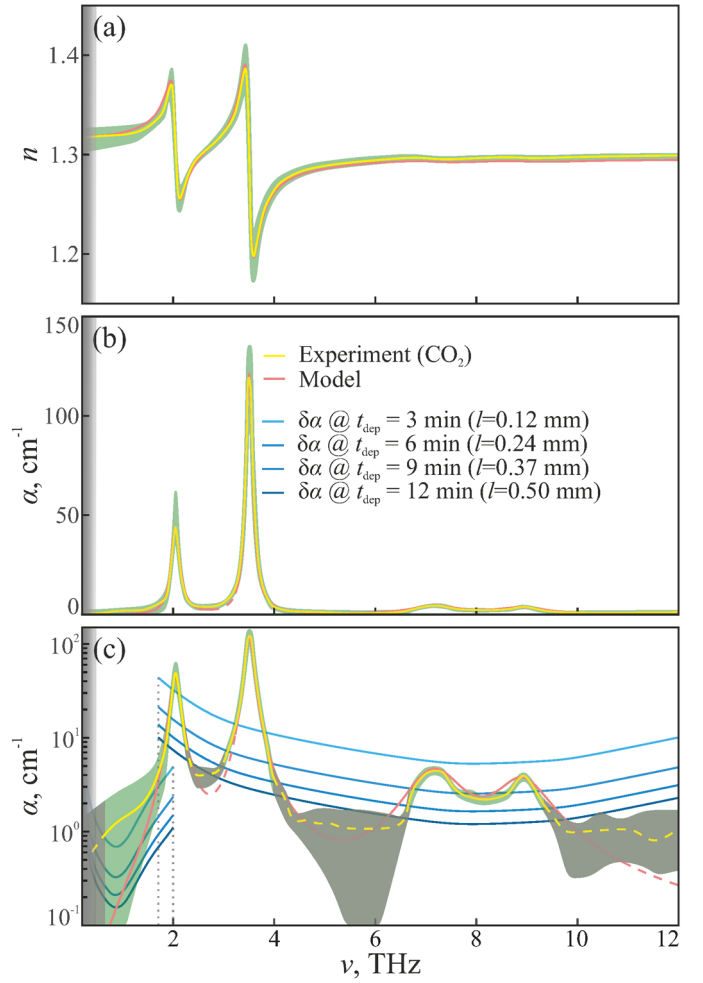 (a)
1.4
1.3
1.2
n
(b)
150
100
50
0
α, cm⁻¹
Experiment (CO₂)
Model
δα @ t_dep = 3 min (l=0.12 mm)
δα @ t_dep = 6 min (l=0.24 mm)
δα @ t_dep = 9 min (l=0.37 mm)
δα @ t_dep = 12 min (l=0.50 mm)
(c)
10²
10¹
10⁰
10⁻¹
α, cm⁻¹
2 4 6 8 10 12
ν, THz